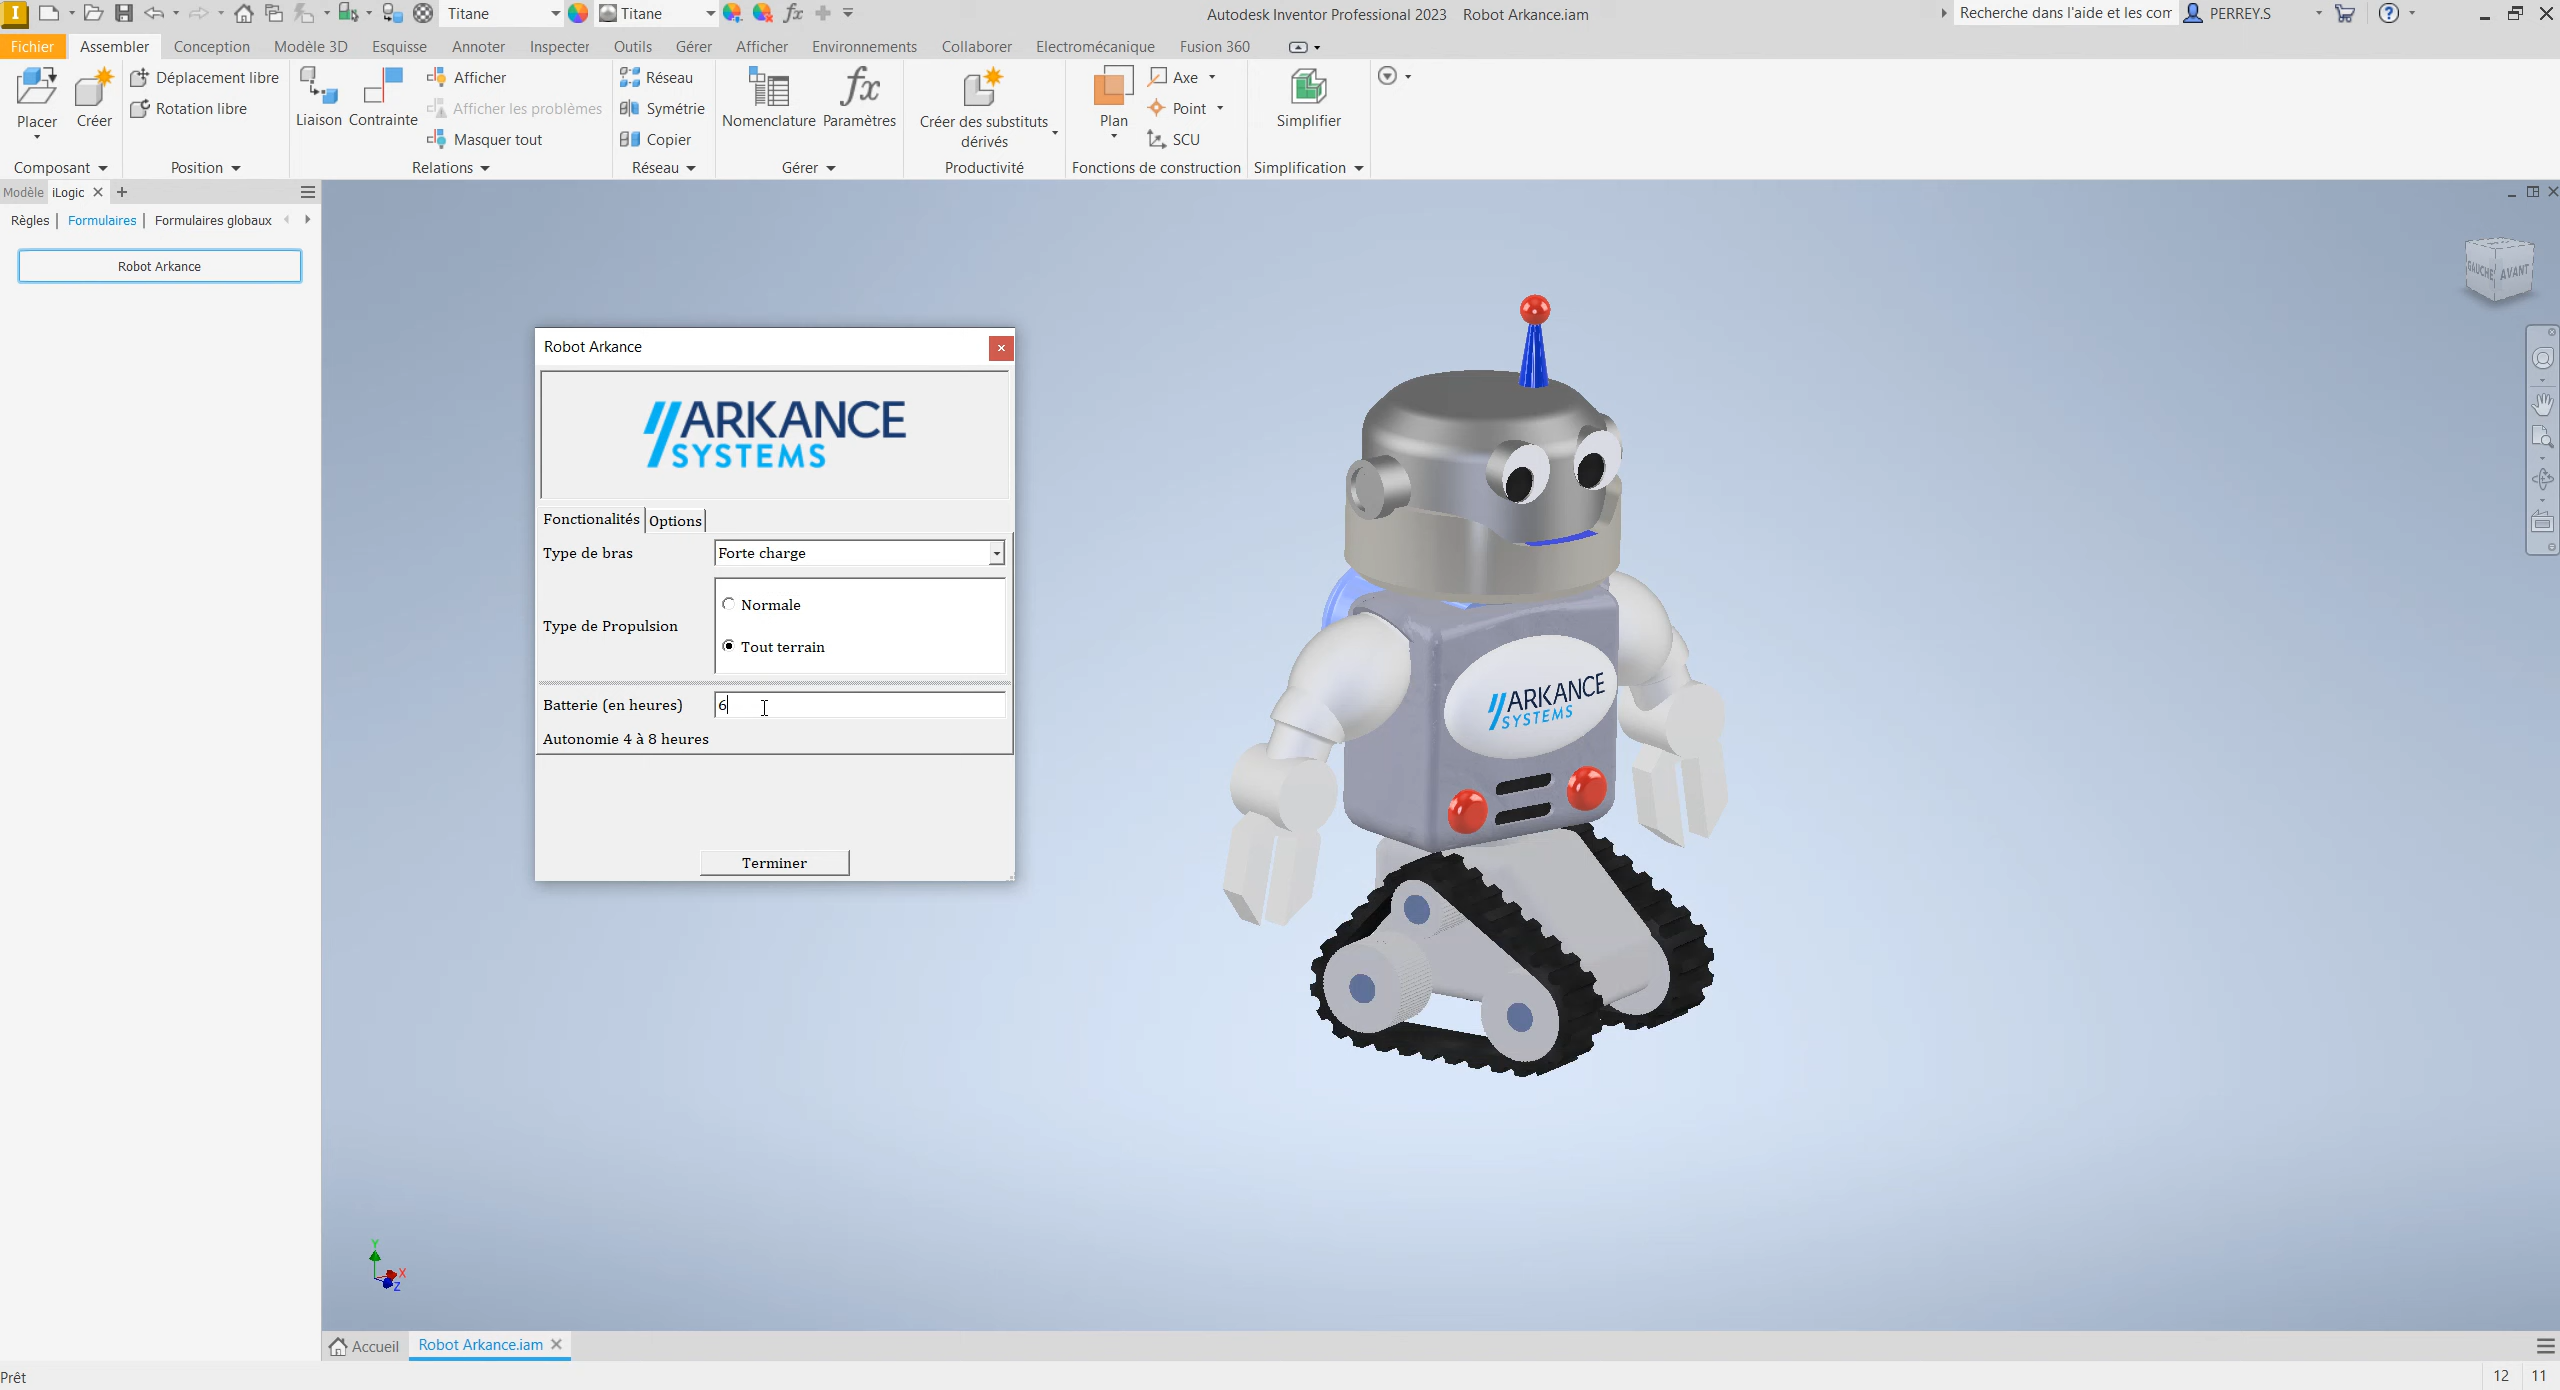 Titane
Titane
Autodesk Inventor Professional 2023 Robot Arkance.iam
Recherche dans l'aide et les com
PERREY.S
Fichier Assembler Conception Modèle 3D Esquisse Annoter Inspecter Outils Gérer Afficher Environnements Collaborer Electromécanique Fusion 360
Placer
Créer
Déplacement libre
Rotation libre
Liaison
Contrainte
Afficher
Afficher les problèmes
Masquer tout
Réseau
Symétrie
Copier
Nomenclature
Paramètres
Créer des substituts
dérivés
Plan
Axe
Point
SCU
Simplifier
Composant Position Relations Réseau Gérer Productivité Fonctions de construction Simplification
Modèle iLogic
Règles Formulaires Formulaires globaux
Robot Arkance
GAUCHE AVANT
Robot Arkance
ARKANCE
SYSTEMS
Fonctionalités Options
Type de bras Forte charge
Normale
Type de Propulsion
Tout terrain
Batterie (en heures) 6
Autonomie 4 à 8 heures
Terminer
ARKANCE
SYSTEMS
Y
X
Z
Accueil Robot Arkance.iam
Prêt 12 11